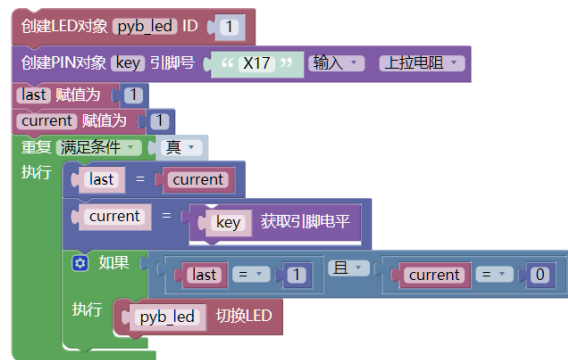 创建LED对象 pyb_led ID 1
创建PIN对象 key 引脚号 “ X17 ” 输入 上拉电阻
last 赋值为 1
current 赋值为 1
重复 满足条件 真
执行 last = current
current = key 获取引脚电平
如果 last = 1 且 current = 0
执行 pyb_led 切换LED